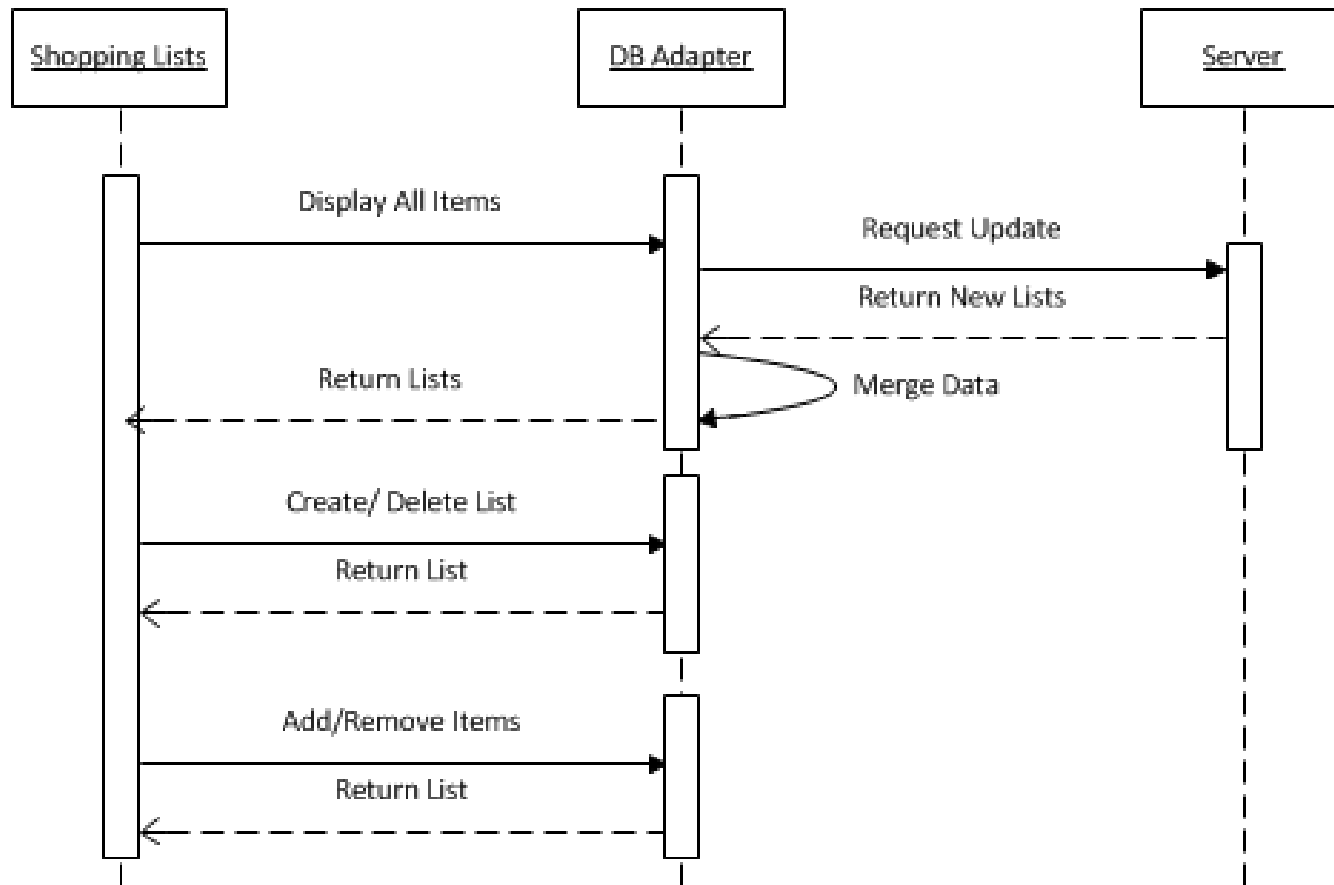 Shopping Lists
DB Adapter
Server
Display All Items
Request Update
Return New Lists
Return Lists
Merge Data
Create/ Delete List
Return List
Add/Remove Items
Return List